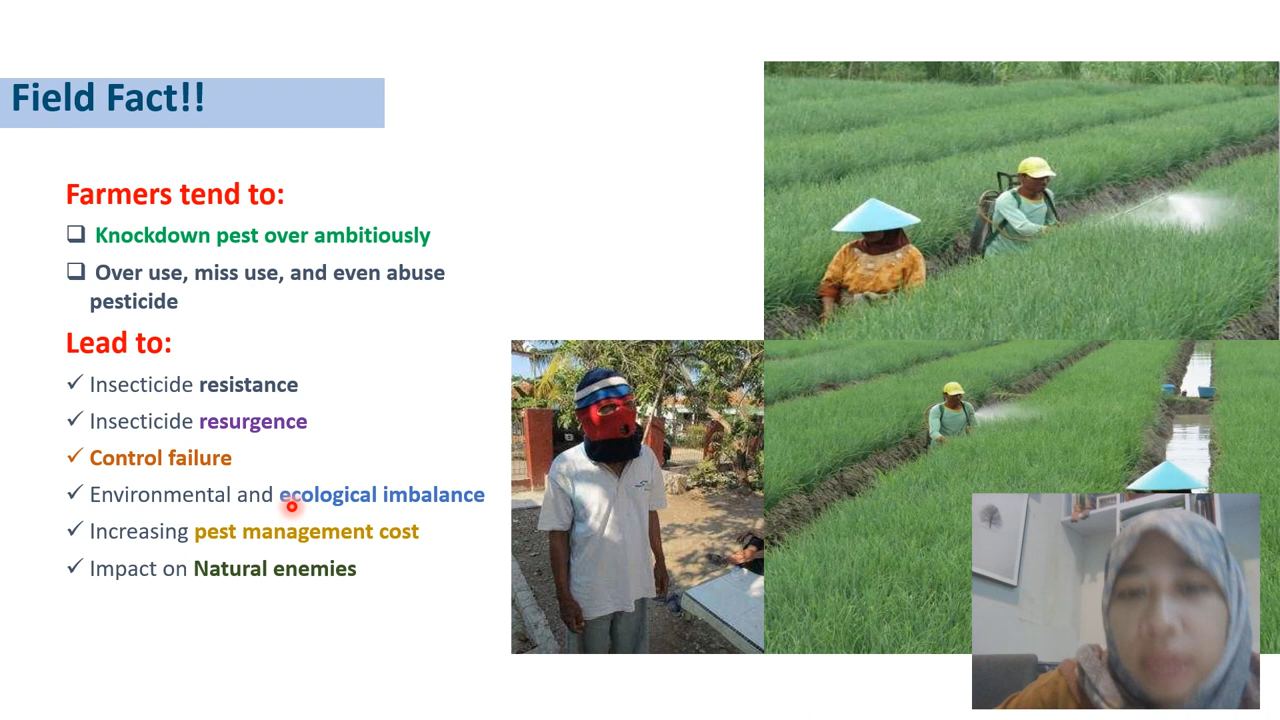 Field Fact!!
Farmers tend to:
Knockdown pest over ambitiously
Over use, miss use, and even abuse
pesticide
Lead to:
Insecticide resistance
Insecticide resurgence
Control failure
Environmental and ecological imbalance
Increasing pest management cost
Impact on Natural enemies